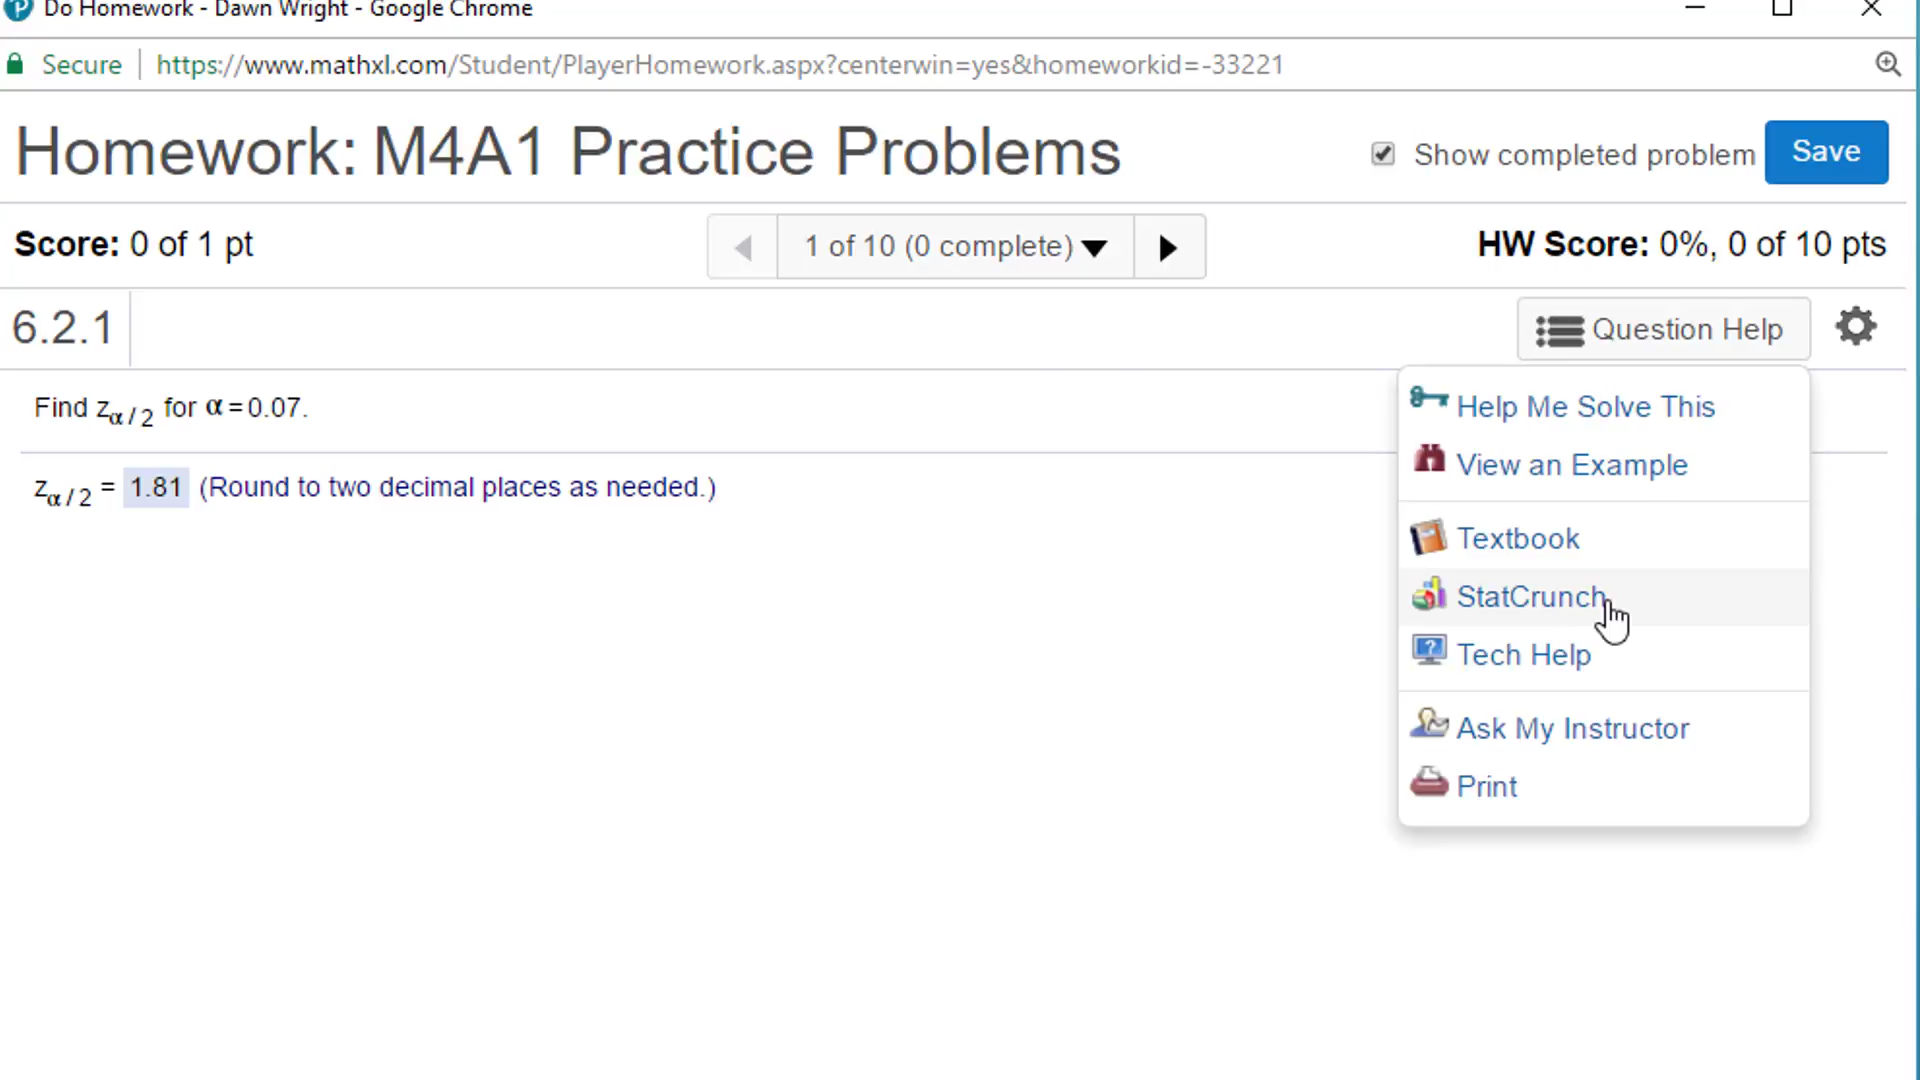 Do Homework - Dawn Wright - Google Chrome
Secure | https://www.mathxl.com/Student/PlayerHomework.aspx?centerwin=yes&homeworkid=-33221
Homework: M4A1 Practice Problems
Show completed problem
Save
Score: 0 of 1 pt
1 of 10 (0 complete)
HW Score: 0%, 0 of 10 pts
6.2.1
Question Help
Find zα/2 for α=0.07.
zα/2 = 1.81 (Round to two decimal places as needed.)
Help Me Solve This
View an Example
Textbook
StatCrunch
Tech Help
Ask My Instructor
Print